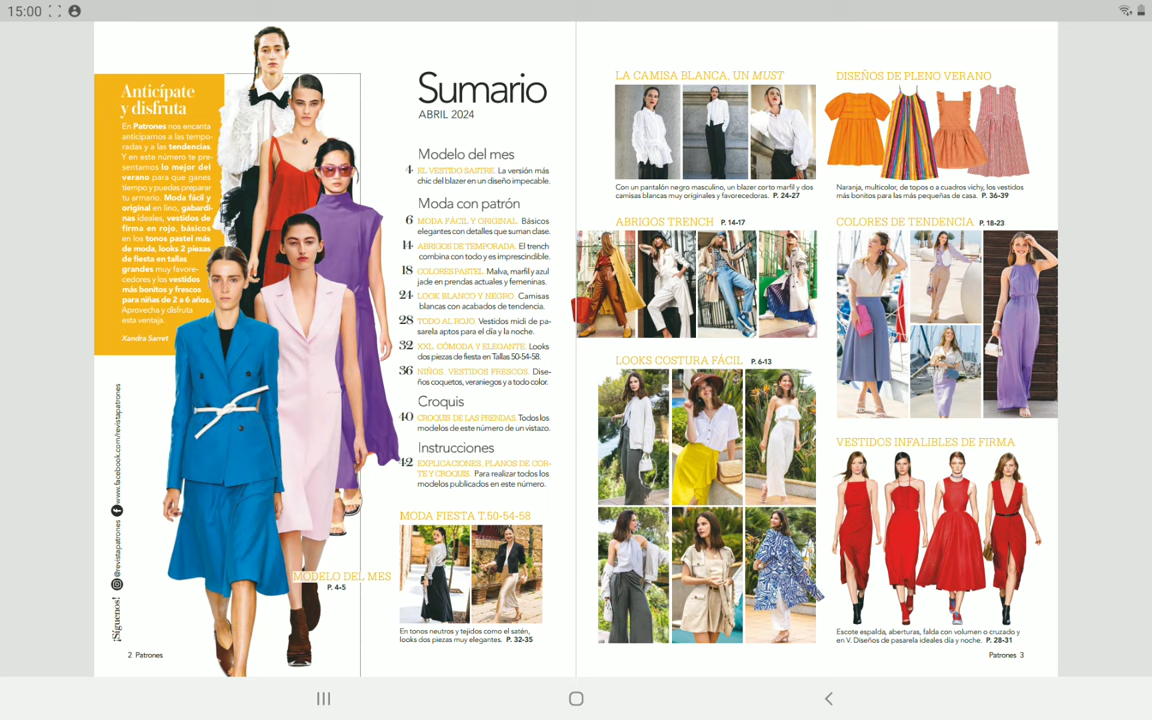 15:00
Anticípate
y disfruta
En Patrones nos encanta
anticiparnos a las tempo-
radas y a las tendencias.
Y en este número te pre-
sentamos lo mejor del
verano para que ganes
tiempo y puedas preparar
tu armario. Moda fácil y
original en lino, gabardi-
nas ideales, vestidos de
firma en rojo, básicos
en los tonos pastel más
de moda, looks 2 piezas
de fiesta en tallas
grandes muy favore-
cedores y los vestidos
más bonitos y frescos
para niñas de 2 a 6 años.
Aprovecha y disfruta
esta ventaja.
Xandra Sarret
¡Síguenos! @revistapatrones www.facebook.com/revistapatrones
MODELO DEL MES
P. 4-5
2 Patrones
Sumario
ABRIL 2024
Modelo del mes
4 EL VESTIDO SASTRE. La versión más
chic del blazer en un diseño impecable.
Moda con patrón
6 MODA FÁCIL Y ORIGINAL. Básicos
elegantes con detalles que suman clase.
14 ABRIGOS DE TEMPORADA. El trench
combina con todo y es imprescindible.
18 COLORES PASTEL. Malva, marfil y azul
jade en prendas actuales y femeninas.
24 LOOK BLANCO Y NEGRO. Camisas
blancas con acabados de tendencia.
28 TODO AL ROJO. Vestidos midi de pa-
sarela aptos para el día y la noche.
32 XXL. CÓMODA Y ELEGANTE. Looks
dos piezas de fiesta en Tallas 50-54-58.
36 NIÑOS. VESTIDOS FRESCOS. Dise-
ños coquetos, veraniegos y a todo color.
Croquis
40 CROQUIS DE LAS PRENDAS. Todos los
modelos de este número de un vistazo.
Instrucciones
42 EXPLICACIONES, PLANOS DE COR-
TE Y CROQUIS. Para realizar todos los
modelos publicados en este número.
MODA FIESTA T.50-54-58
En tonos neutros y tejidos como el satén,
looks dos piezas muy elegantes. P. 32-35
LA CAMISA BLANCA, UN MUST
Con un pantalón negro masculino, un blazer corto marfil y dos
camisas blancas muy originales y favorecedoras. P. 24-27
ABRIGOS TRENCH P. 14-17
LOOKS COSTURA FÁCIL P. 6-13
DISEÑOS DE PLENO VERANO
Naranja, multicolor, de topos o a cuadros vichy, los vestidos
más bonitos para las más pequeñas de casa. P. 36-39
COLORES DE TENDENCIA P. 18-23
VESTIDOS INFALIBLES DE FIRMA
Escote espalda, aberturas, falda con volumen o cruzado y
en V. Diseños de pasarela ideales día y noche. P. 28-31
Patrones 3